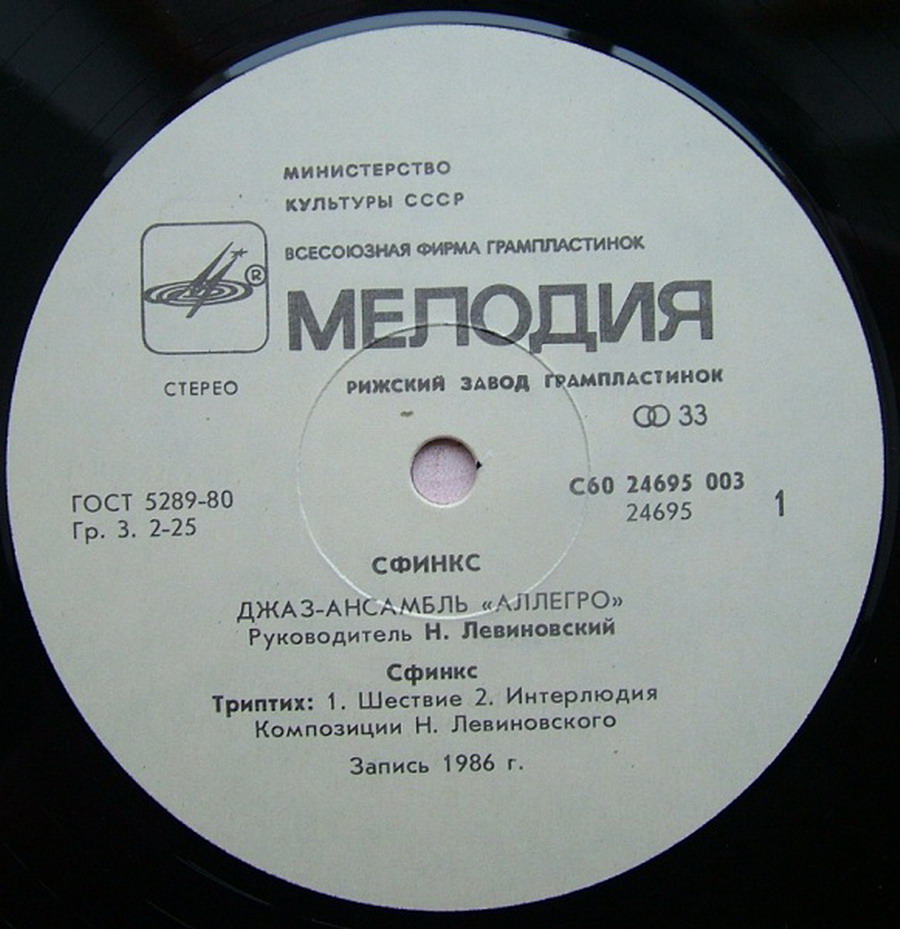 МИНИСТЕРСТВО
КУЛЬТУРЫ СССР
ВСЕСОЮЗНАЯ ФИРМА ГРАМПЛАСТИНОК
®
МЕЛОДИЯ
СТЕРЕО
РИЖСКИЙ ЗАВОД ГРАМПЛАСТИНОК
33
ГОСТ 5289-80
Гр. 3. 2-25
С60 24695 003
24695
1
СФИНКС
ДЖАЗ-АНСАМБЛЬ «АЛЛЕГРО»
Руководитель Н. Левиновский
Сфинкс
Триптих: 1. Шествие 2. Интерлюдия
Композиции Н. Левиновского
Запись 1986 г.